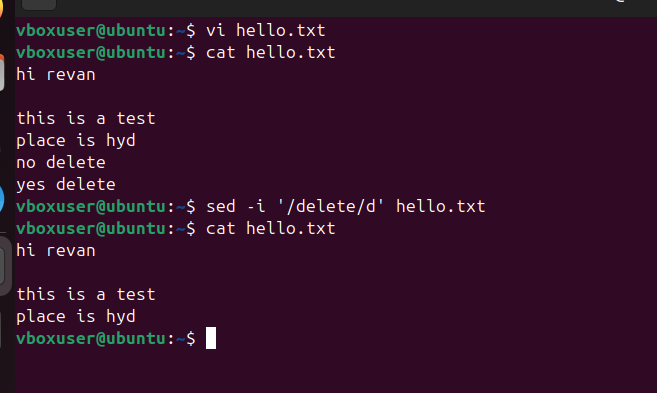 vboxuser@ubuntu:~$ vi hello.txt
vboxuser@ubuntu:~$ cat hello.txt
hi revan

this is a test
place is hyd
no delete
yes delete
vboxuser@ubuntu:~$ sed -i '/delete/d' hello.txt
vboxuser@ubuntu:~$ cat hello.txt
hi revan

this is a test
place is hyd
vboxuser@ubuntu:~$